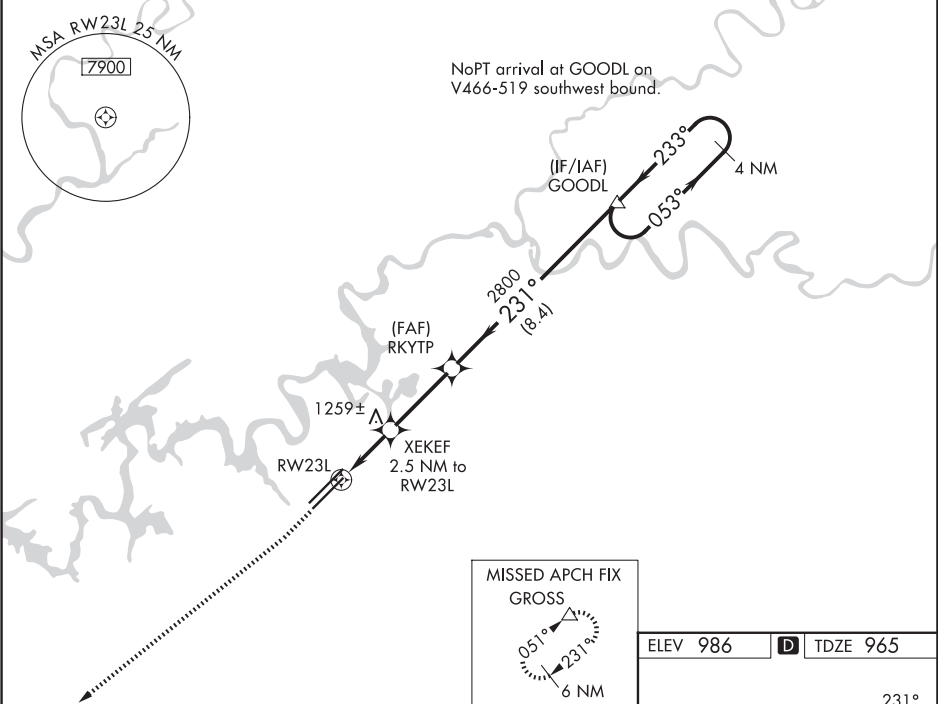 MSA RW23L 25 NM
7900
NoPT arrival at GOODL on
V466-519 southwest bound.
(IF/IAF)
GOODL
233°
053°
4 NM
2800
231°
(8.4)
(FAF)
RKYTP
1259±
XEKEF
2.5 NM to
RW23L
RW23L
MISSED APCH FIX
GROSS
051°
231°
6 NM
ELEV 986 D TDZE 965
231°